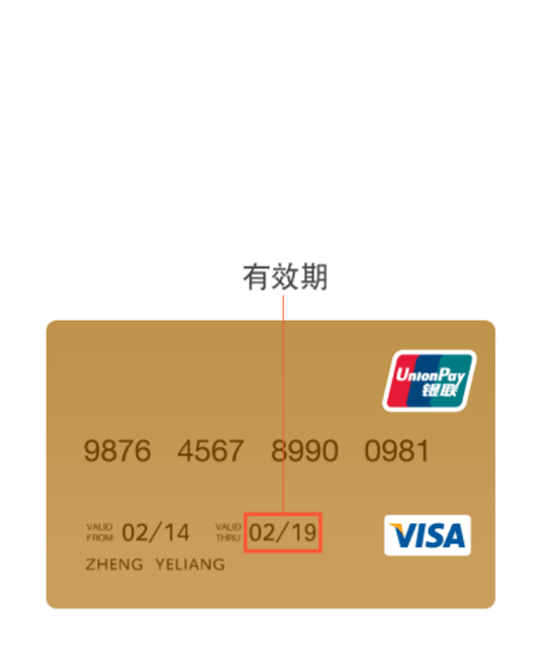 有效期
UnionPay
银联
9876 4567 8990 0981
VALID FROM 02/14 VALID THRU 02/19
ZHENG YELIANG
VISA